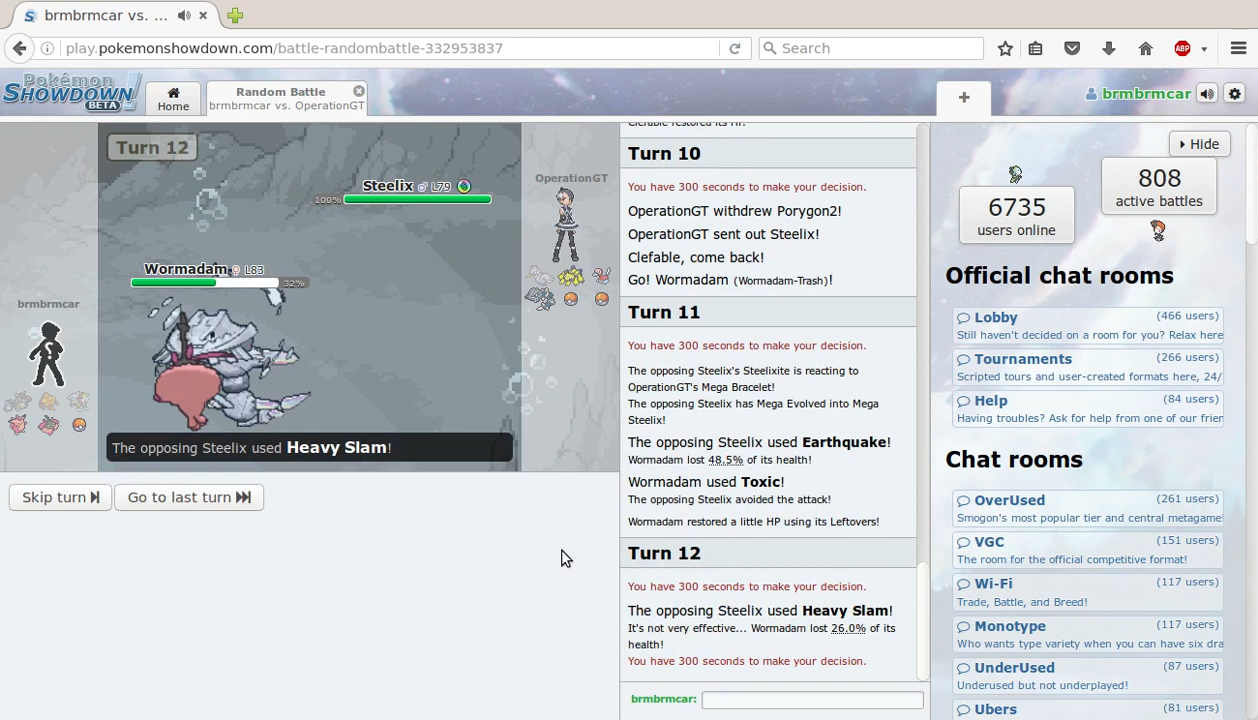 brmbrmcar vs. ...
play.pokemonshowdown.com/battle-randombattle-332953837
Search
ABP
Pokémon
SHOWDOWN!
BETA
Home
Random Battle
brmbrmcar vs. OperationGT
brmbrmcar
Turn 12
Steelix ♂ L79
100%
Wormadam ♀ L83
32%
brmbrmcar
OperationGT
The opposing Steelix used Heavy Slam!
Skip turn
Go to last turn
Clefable restored its HP.
Turn 10
You have 300 seconds to make your decision.
OperationGT withdrew Porygon2!
OperationGT sent out Steelix!
Clefable, come back!
Go! Wormadam (Wormadam-Trash)!
Turn 11
You have 300 seconds to make your decision.
The opposing Steelix's Steelixite is reacting to
OperationGT's Mega Bracelet!
The opposing Steelix has Mega Evolved into Mega
Steelix!
The opposing Steelix used Earthquake!
Wormadam lost 48.5% of its health!
Wormadam used Toxic!
The opposing Steelix avoided the attack!
Wormadam restored a little HP using its Leftovers!
Turn 12
You have 300 seconds to make your decision.
The opposing Steelix used Heavy Slam!
It's not very effective... Wormadam lost 26.0% of its
health!
You have 300 seconds to make your decision.
brmbrmcar:
Hide
6735
users online
808
active battles
Official chat rooms
Lobby (466 users)
Still haven't decided on a room for you? Relax here
Tournaments (266 users)
Scripted tours and user-created formats here, 24/
Help (84 users)
Having troubles? Ask for help from one of our frier
Chat rooms
OverUsed (261 users)
Smogon's most popular tier and central metagame!
VGC (151 users)
The room for the official competitive format!
Wi-Fi (117 users)
Trade, Battle, and Breed!
Monotype (117 users)
Who wants type variety when you can have six dra
UnderUsed (87 users)
Underused but not underplayed!
Ubers (81 users)